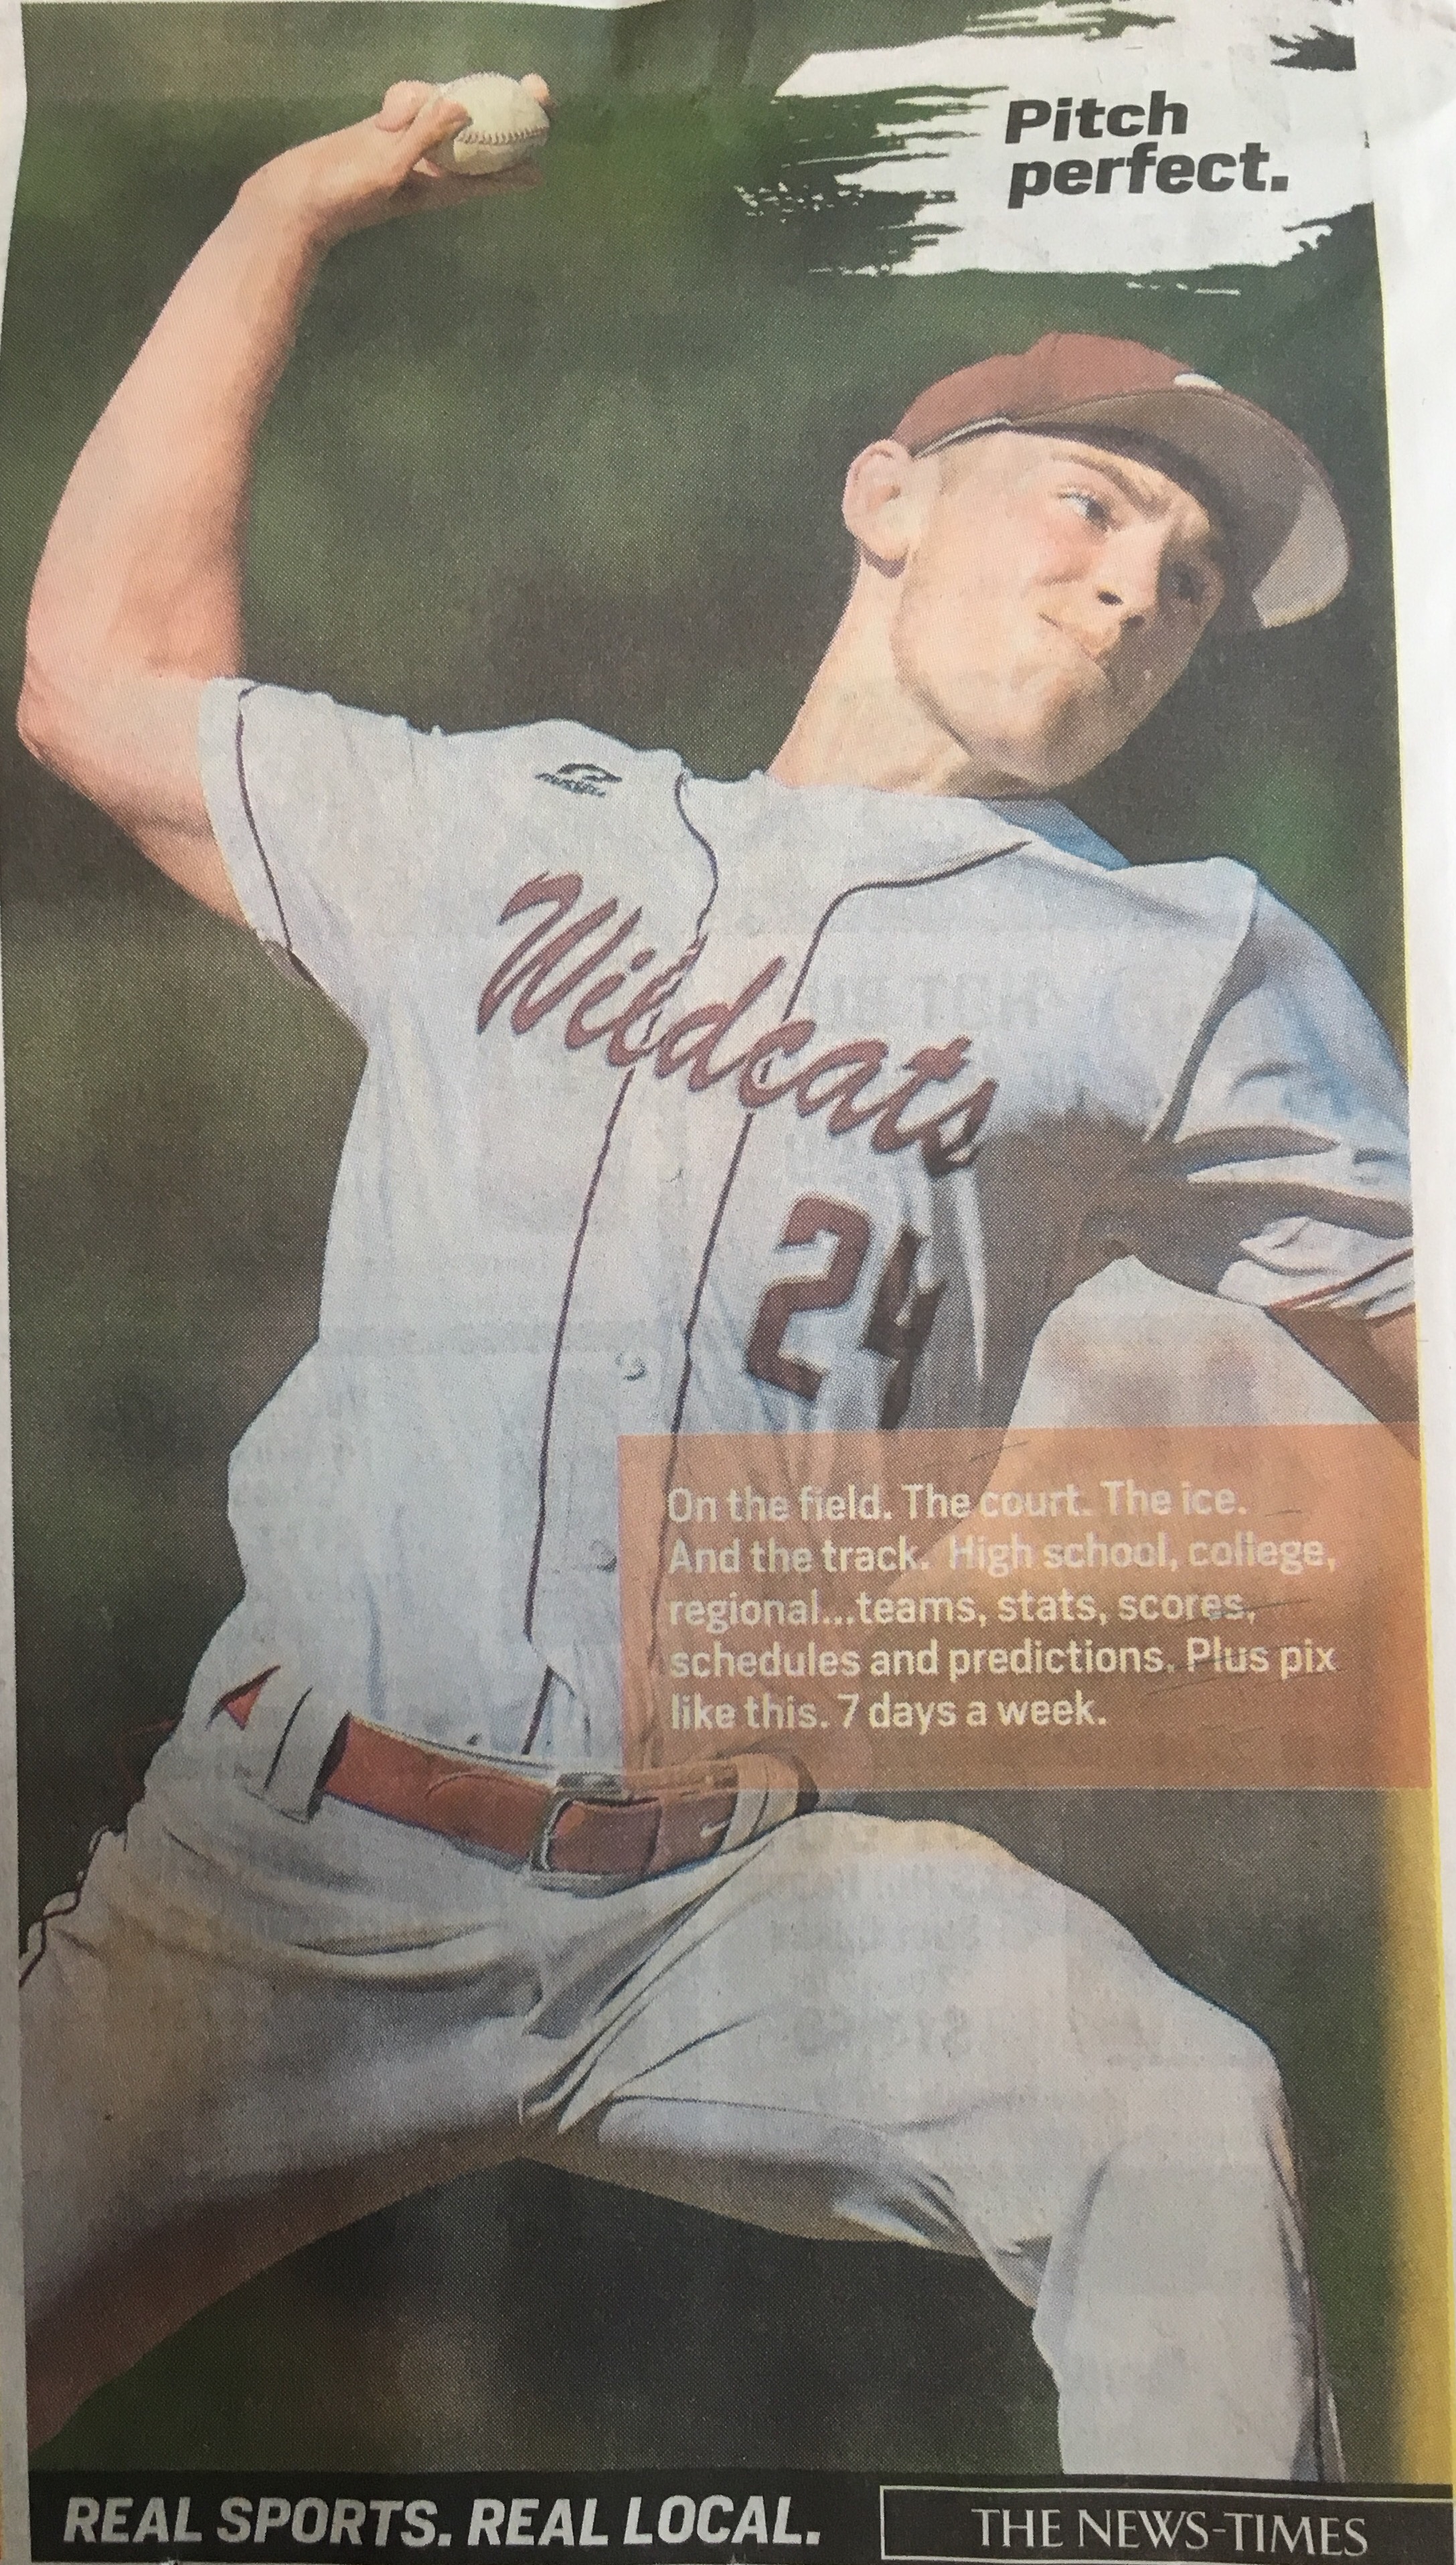 Pitch
perfect.
Wildcats
24
On the field. The court. The ice.
And the track. High school, college,
regional...teams, stats, scores,
schedules and predictions. Plus pix
like this. 7 days a week.
REAL SPORTS. REAL LOCAL.
THE NEWS-TIMES